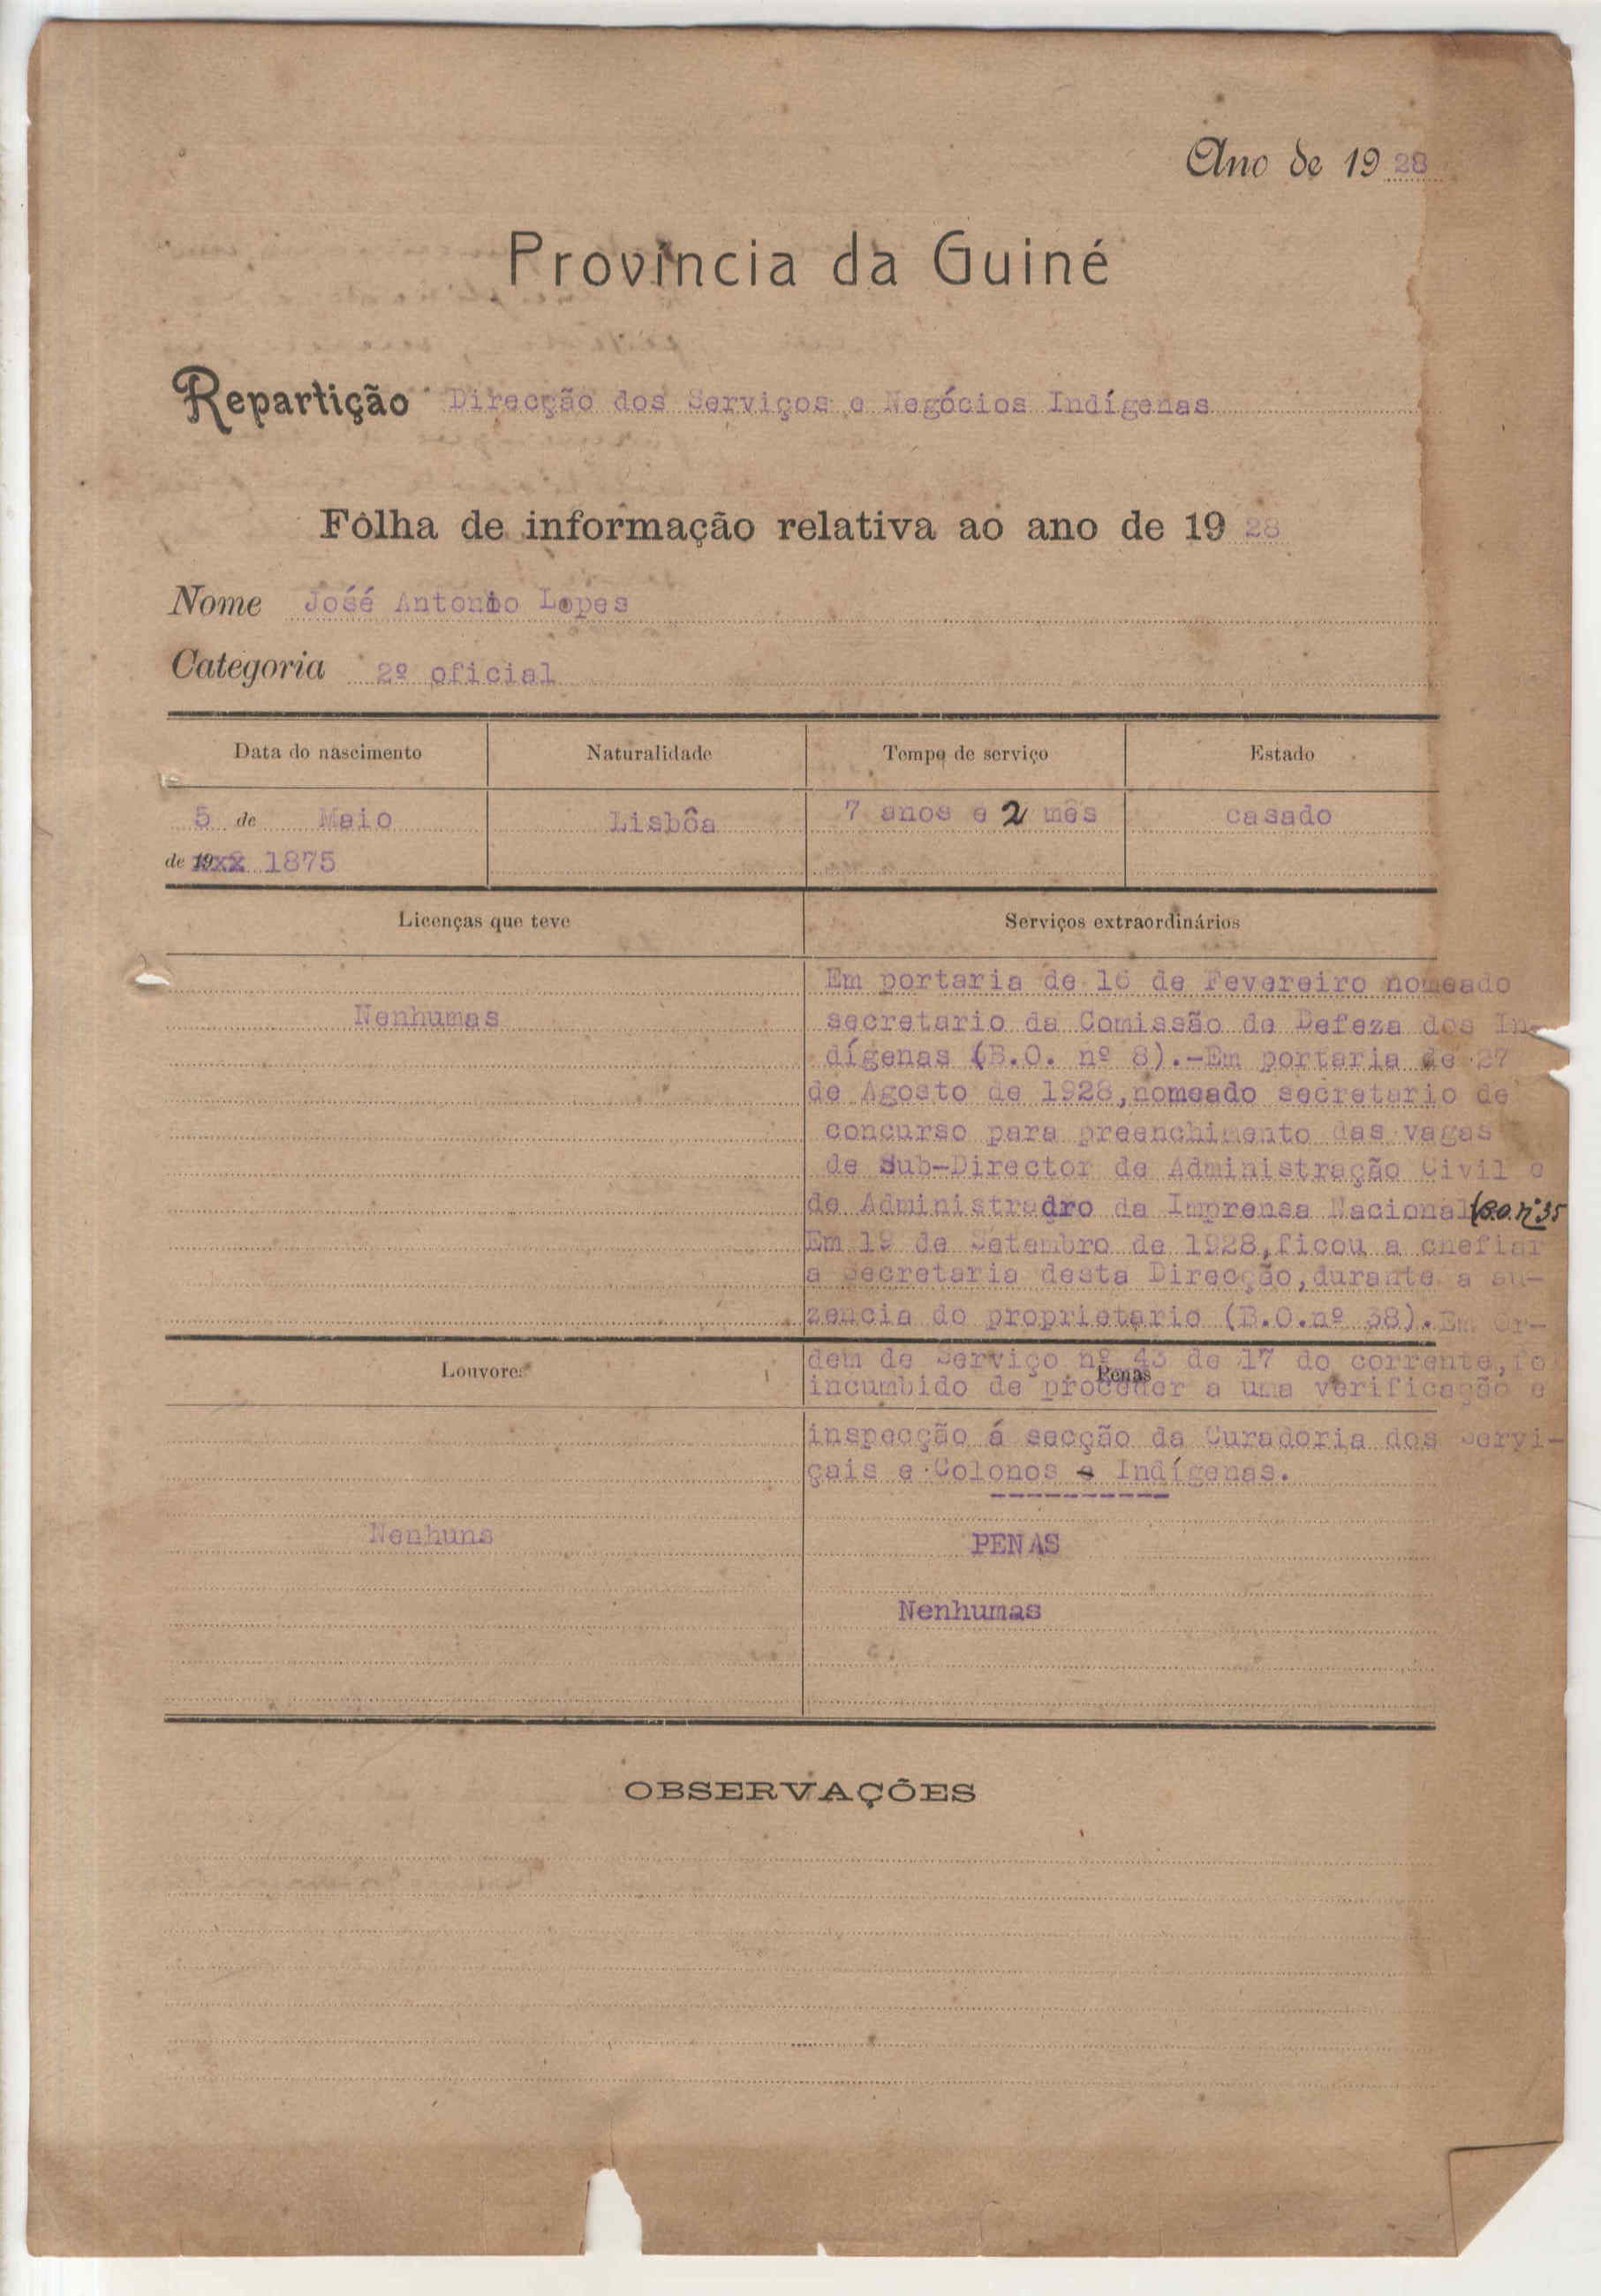 Ano de 1928
Província da Guiné
Repartição Direcção dos Serviços e Negócios Indígenas
Fôlha de informação relativa ao ano de 1928
Nome José Antonio Lopes
Categoria 2º oficial
Data do nascimento Naturalidade Tempo de serviço Estado
5 de Maio Lisbôa 7 anos e 2 mês casado
de 19xx 1875
Licenças que teve Serviços extraordinários
Em portaria de 16 de Fevereiro nomeado
Nenhumas secretario da Comissão de Defeza dos In-
dígenas (B.O. nº 8).-Em portaria de 27
de Agosto de 1928,nomeado secretario de
concurso para preenchimento das vagas
de Sub-Director de Administração Civil e
de Administradro da Imprensa Nacional (B.O. nº 35
Em 19 de Setembro de 1928,ficou a chefiar
a Secretaria desta Direcção,durante a au-
zencia do proprietario (B.O.nº 38).Em Or-
dem de Serviço nº 43 de 17 do corrente,fo
Louvores Penas
incumbido de proceder a uma verificação e
inspecção á secção da Curadoria dos Servi-
çais e Colonos e Indígenas.
----------
Nenhuns PENAS
Nenhumas
OBSERVAÇÕES